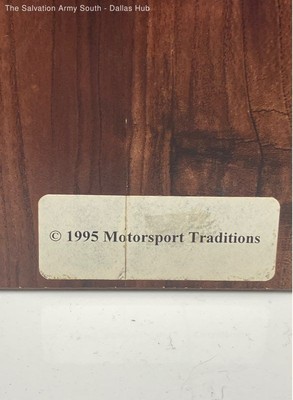 The Salvation Army South - Dallas Hub
© 1995 Motorsport Traditions